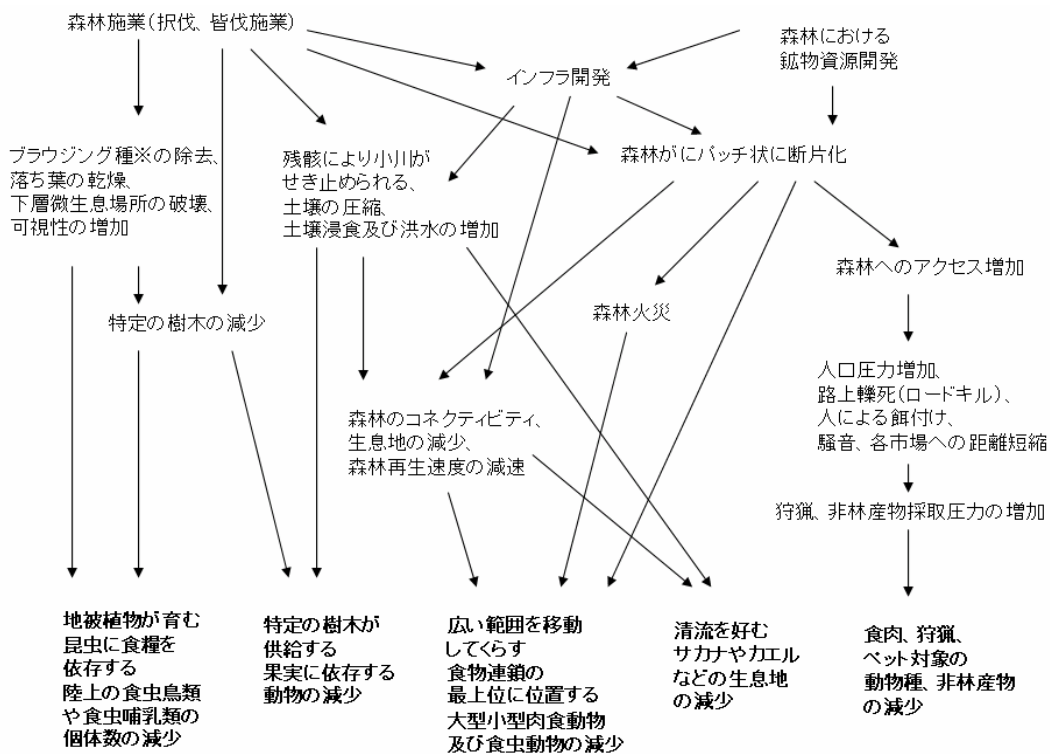 森林施業(択伐、皆伐施業)
森林における
鉱物資源開発
インフラ開発
ブラウジング種※の除去、
落ち葉の乾燥、
下層微生息場所の破壊、
可視性の増加
残骸により小川が
せき止められる、
土壌の圧縮、
土壌浸食及び洪水の増加
森林がにパッチ状に断片化
森林へのアクセス増加
特定の樹木の減少
森林火災
人口圧力増加、
路上轢死(ロードキル)、
人による餌付け、
騒音、各市場への距離短縮
森林のコネクティビティ、
生息地の減少、
森林再生速度の減速
狩猟、非林産物採取圧力の増加
地被植物が育む
昆虫に食糧を
依存する
陸上の食虫鳥類
や食虫哺乳類の
個体数の減少
特定の樹木が
供給する
果実に依存する
動物の減少
広い範囲を移動
してくらす
食物連鎖の
最上位に位置する
大型小型肉食動物
及び食虫動物の減少
清流を好む
サカナやカエル
などの生息地
の減少
食肉、狩猟、
ペット対象の
動物種、非林産物
の減少